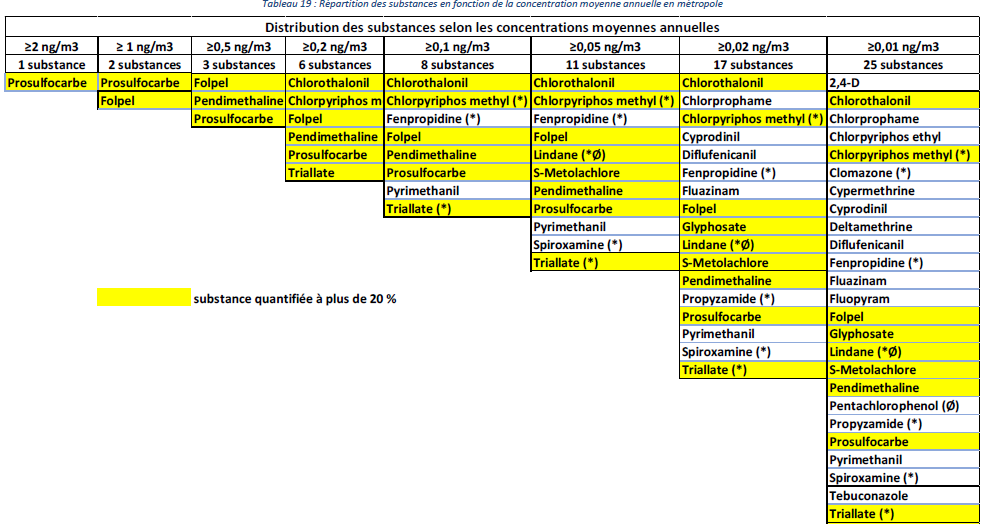 Tableau 19 : Répartition des substances en fonction de la concentration moyenne annuelle en métropole
Distribution des substances selon les concentrations moyennes annuelles
≥2 ng/m3 ≥ 1 ng/m3 ≥0,5 ng/m3 ≥0,2 ng/m3 ≥0,1 ng/m3 ≥0,05 ng/m3 ≥0,02 ng/m3 ≥0,01 ng/m3
1 substance 2 substances 3 substances 6 substances 8 substances 11 substances 17 substances 25 substances
Prosulfocarbe Prosulfocarbe Folpel Chlorothalonil Chlorothalonil Chlorothalonil Chlorothalonil 2,4-D
Folpel Pendimethaline Chlorpyriphos m Chlorpyriphos methyl (*) Chlorpyriphos methyl (*) Chlorprophame Chlorothalonil
Prosulfocarbe Folpel Fenpropidine (*) Fenpropidine (*) Chlorpyriphos methyl (*) Chlorprophame
Pendimethaline Folpel Folpel Cyprodinil Chlorpyriphos ethyl
Prosulfocarbe Pendimethaline Lindane (*Ø) Diflufenicanil Chlorpyriphos methyl (*)
Triallate Prosulfocarbe S-Metolachlore Fenpropidine (*) Clomazone (*)
Pyrimethanil Pendimethaline Fluazinam Cypermethrine
Triallate (*) Prosulfocarbe Folpel Cyprodinil
Pyrimethanil Glyphosate Deltamethrine
Spiroxamine (*) Lindane (*Ø) Diflufenicanil
Triallate (*) S-Metolachlore Fenpropidine (*)
Pendimethaline Fluazinam
substance quantifiée à plus de 20 % Propyzamide (*) Fluopyram
Prosulfocarbe Folpel
Pyrimethanil Glyphosate
Spiroxamine (*) Lindane (*Ø)
Triallate (*) S-Metolachlore
Pendimethaline
Pentachlorophenol (Ø)
Propyzamide (*)
Prosulfocarbe
Pyrimethanil
Spiroxamine (*)
Tebuconazole
Triallate (*)